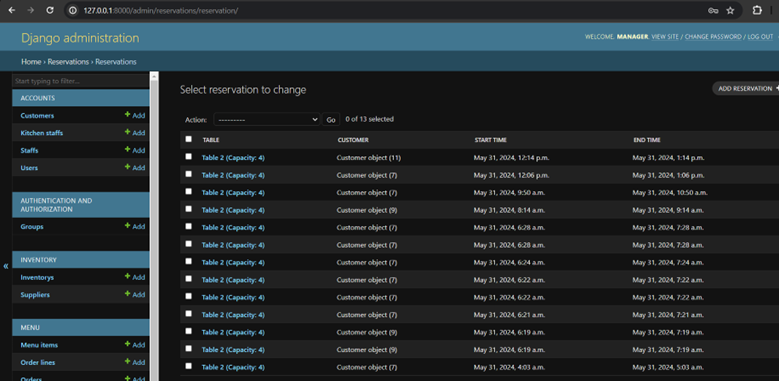 127.0.0.1:8000/admin/reservations/reservation/
Django administration
WELCOME, MANAGER. VIEW SITE / CHANGE PASSWORD / LOG OUT
Home › Reservations › Reservations
Start typing to filter...
ACCOUNTS
Customers + Add
Kitchen staffs + Add
Staffs + Add
Users + Add
AUTHENTICATION AND
AUTHORIZATION
Groups + Add
INVENTORY
Inventorys + Add
Suppliers + Add
MENU
Menu items + Add
Order lines + Add
Orders + Add
«
Select reservation to change
ADD RESERVATION +
Action: --------- Go 0 of 13 selected
TABLE CUSTOMER START TIME END TIME
Table 2 (Capacity: 4) Customer object (11) May 31, 2024, 12:14 p.m. May 31, 2024, 1:14 p.m.
Table 2 (Capacity: 4) Customer object (7) May 31, 2024, 12:06 p.m. May 31, 2024, 1:06 p.m.
Table 2 (Capacity: 4) Customer object (7) May 31, 2024, 9:50 a.m. May 31, 2024, 10:50 a.m.
Table 2 (Capacity: 4) Customer object (9) May 31, 2024, 8:14 a.m. May 31, 2024, 9:14 a.m.
Table 2 (Capacity: 4) Customer object (7) May 31, 2024, 6:28 a.m. May 31, 2024, 7:28 a.m.
Table 2 (Capacity: 4) Customer object (7) May 31, 2024, 6:28 a.m. May 31, 2024, 7:28 a.m.
Table 2 (Capacity: 4) Customer object (7) May 31, 2024, 6:24 a.m. May 31, 2024, 7:24 a.m.
Table 2 (Capacity: 4) Customer object (7) May 31, 2024, 6:22 a.m. May 31, 2024, 7:22 a.m.
Table 2 (Capacity: 4) Customer object (7) May 31, 2024, 6:22 a.m. May 31, 2024, 7:22 a.m.
Table 2 (Capacity: 4) Customer object (7) May 31, 2024, 6:21 a.m. May 31, 2024, 7:21 a.m.
Table 2 (Capacity: 4) Customer object (9) May 31, 2024, 6:19 a.m. May 31, 2024, 7:19 a.m.
Table 2 (Capacity: 4) Customer object (9) May 31, 2024, 6:19 a.m. May 31, 2024, 7:19 a.m.
Table 2 (Capacity: 4) Customer object (7) May 31, 2024, 4:03 a.m. May 31, 2024, 5:03 a.m.